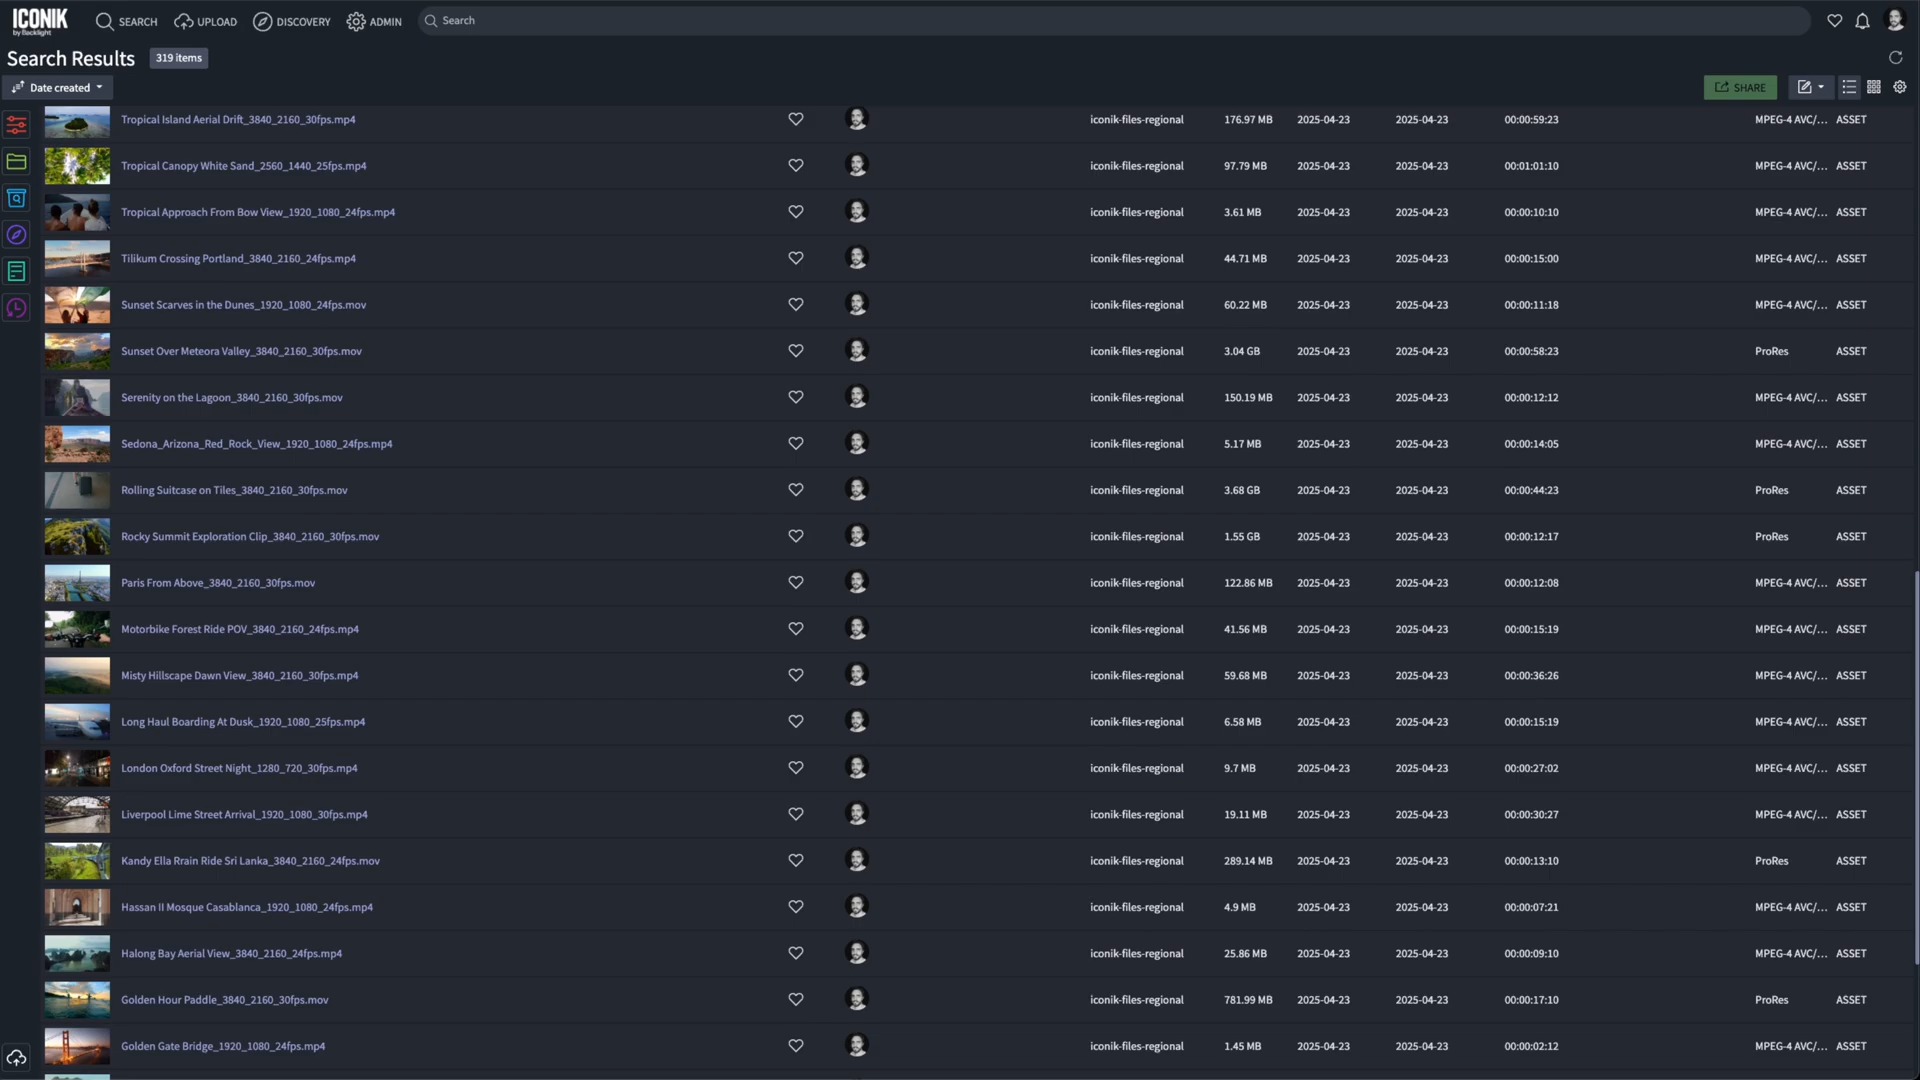 ICONIK
by Backlight
SEARCH UPLOAD DISCOVERY ADMIN Search
Search Results 319 items
Date created SHARE
Tropical Island Aerial Drift_3840_2160_30fps.mp4 iconik-files-regional 176.97 MB 2025-04-23 2025-04-23 00:00:59:23 MPEG-4 AVC/... ASSET
Tropical Canopy White Sand_2560_1440_25fps.mp4 iconik-files-regional 97.79 MB 2025-04-23 2025-04-23 00:01:01:10 MPEG-4 AVC/... ASSET
Tropical Approach From Bow View_1920_1080_24fps.mp4 iconik-files-regional 3.61 MB 2025-04-23 2025-04-23 00:00:10:10 MPEG-4 AVC/... ASSET
Tilikum Crossing Portland_3840_2160_24fps.mp4 iconik-files-regional 44.71 MB 2025-04-23 2025-04-23 00:00:15:00 MPEG-4 AVC/... ASSET
Sunset Scarves in the Dunes_1920_1080_24fps.mov iconik-files-regional 60.22 MB 2025-04-23 2025-04-23 00:00:11:18 MPEG-4 AVC/... ASSET
Sunset Over Meteora Valley_3840_2160_30fps.mov iconik-files-regional 3.04 GB 2025-04-23 2025-04-23 00:00:58:23 ProRes ASSET
Serenity on the Lagoon_3840_2160_30fps.mov iconik-files-regional 150.19 MB 2025-04-23 2025-04-23 00:00:12:12 MPEG-4 AVC/... ASSET
Sedona_Arizona_Red_Rock_View_1920_1080_24fps.mp4 iconik-files-regional 5.17 MB 2025-04-23 2025-04-23 00:00:14:05 MPEG-4 AVC/... ASSET
Rolling Suitcase on Tiles_3840_2160_30fps.mov iconik-files-regional 3.68 GB 2025-04-23 2025-04-23 00:00:44:23 ProRes ASSET
Rocky Summit Exploration Clip_3840_2160_30fps.mov iconik-files-regional 1.55 GB 2025-04-23 2025-04-23 00:00:12:17 ProRes ASSET
Paris From Above_3840_2160_30fps.mov iconik-files-regional 122.86 MB 2025-04-23 2025-04-23 00:00:12:08 MPEG-4 AVC/... ASSET
Motorbike Forest Ride POV_3840_2160_24fps.mp4 iconik-files-regional 41.56 MB 2025-04-23 2025-04-23 00:00:15:19 MPEG-4 AVC/... ASSET
Misty Hillscape Dawn View_3840_2160_30fps.mp4 iconik-files-regional 59.68 MB 2025-04-23 2025-04-23 00:00:36:26 MPEG-4 AVC/... ASSET
Long Haul Boarding At Dusk_1920_1080_25fps.mp4 iconik-files-regional 6.58 MB 2025-04-23 2025-04-23 00:00:15:19 MPEG-4 AVC/... ASSET
London Oxford Street Night_1280_720_30fps.mp4 iconik-files-regional 9.7 MB 2025-04-23 2025-04-23 00:00:27:02 MPEG-4 AVC/... ASSET
Liverpool Lime Street Arrival_1920_1080_30fps.mp4 iconik-files-regional 19.11 MB 2025-04-23 2025-04-23 00:00:30:27 MPEG-4 AVC/... ASSET
Kandy Ella Rrain Ride Sri Lanka_3840_2160_24fps.mov iconik-files-regional 289.14 MB 2025-04-23 2025-04-23 00:00:13:10 ProRes ASSET
Hassan II Mosque Casablanca_1920_1080_24fps.mp4 iconik-files-regional 4.9 MB 2025-04-23 2025-04-23 00:00:07:21 MPEG-4 AVC/... ASSET
Halong Bay Aerial View_3840_2160_24fps.mp4 iconik-files-regional 25.86 MB 2025-04-23 2025-04-23 00:00:09:10 MPEG-4 AVC/... ASSET
Golden Hour Paddle_3840_2160_30fps.mov iconik-files-regional 781.99 MB 2025-04-23 2025-04-23 00:00:17:10 ProRes ASSET
Golden Gate Bridge_1920_1080_24fps.mp4 iconik-files-regional 1.45 MB 2025-04-23 2025-04-23 00:00:02:12 MPEG-4 AVC/... ASSET